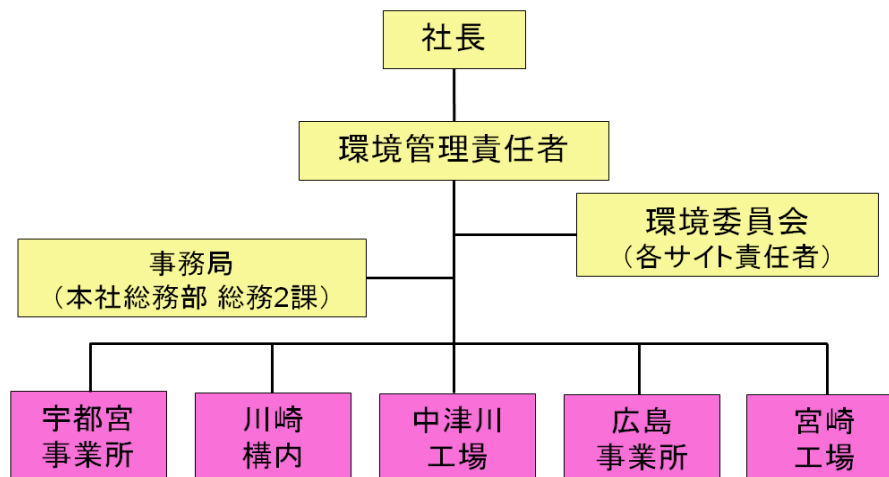 社長
環境管理責任者
環境委員会
（各サイト責任者）
事務局
（本社総務部 総務2課）
宇都宮
事業所
川崎
構内
中津川
工場
広島
事業所
宮崎
工場